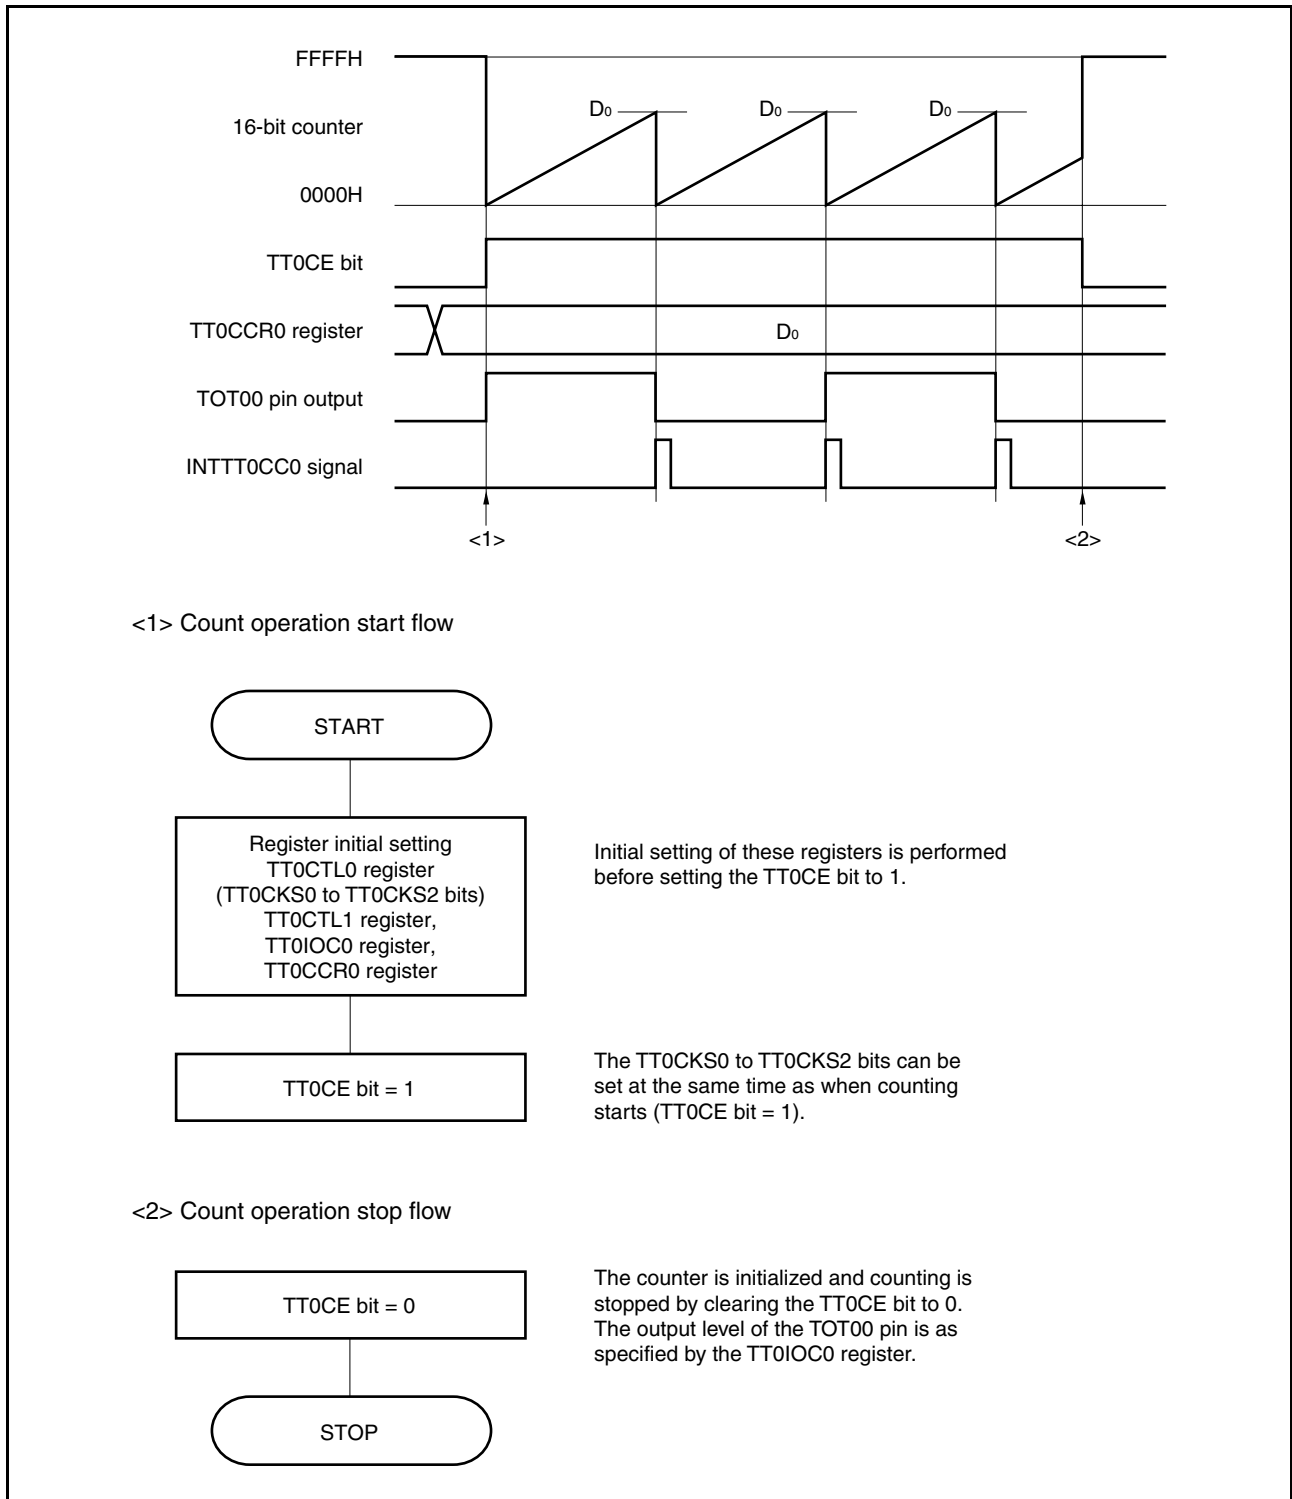 FFFFH
D₀ D₀ D₀
16-bit counter
0000H
TT0CE bit
TT0CCR0 register D₀
TOT00 pin output
INTTT0CC0 signal
<1> <2>
<1> Count operation start flow
START
Register initial setting
TT0CTL0 register
(TT0CKS0 to TT0CKS2 bits)
TT0CTL1 register,
TT0IOC0 register,
TT0CCR0 register
Initial setting of these registers is performed
before setting the TT0CE bit to 1.
TT0CE bit = 1
The TT0CKS0 to TT0CKS2 bits can be
set at the same time as when counting
starts (TT0CE bit = 1).
<2> Count operation stop flow
TT0CE bit = 0
The counter is initialized and counting is
stopped by clearing the TT0CE bit to 0.
The output level of the TOT00 pin is as
specified by the TT0IOC0 register.
STOP